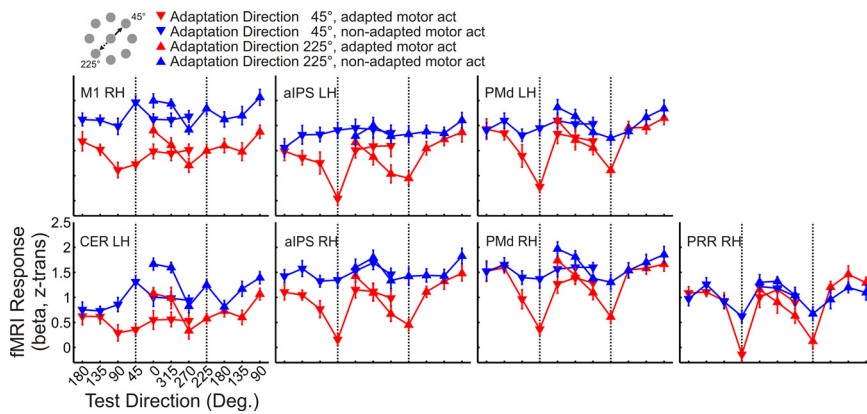 45°
225°
Adaptation Direction 45°, adapted motor act
Adaptation Direction 45°, non-adapted motor act
Adaptation Direction 225°, adapted motor act
Adaptation Direction 225°, non-adapted motor act
M1 RH
aIPS LH
PMd LH
CER LH
aIPS RH
PMd RH
PRR RH
fMRI Response
(beta, z-trans)
2.5
2
1.5
1
0.5
0
180 135 90 45 0 315 270 225 180 135 90
Test Direction (Deg.)